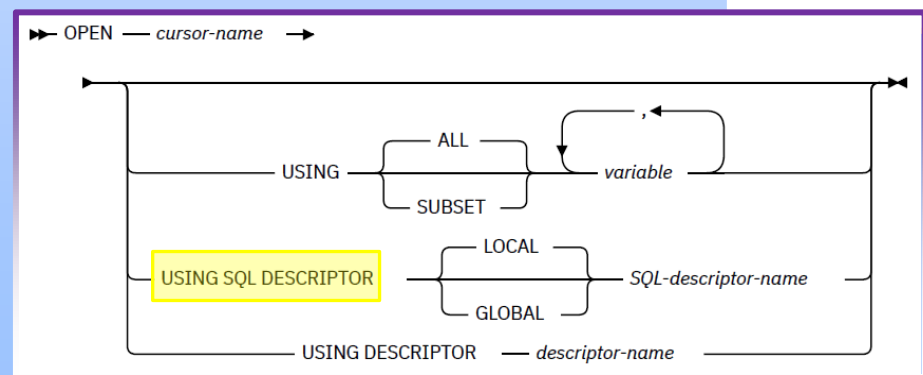 OPEN cursor-name
,
ALL
USING variable
SUBSET
LOCAL
USING SQL DESCRIPTOR SQL-descriptor-name
GLOBAL
USING DESCRIPTOR descriptor-name